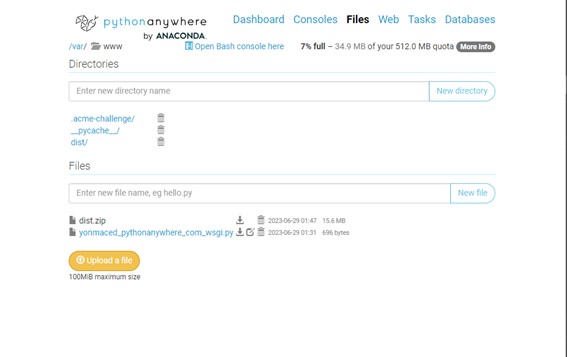 pythonanywhere
by ANACONDA.
Dashboard Consoles Files Web Tasks Databases
/var/ www Open Bash console here 7% full – 34.9 MB of your 512.0 MB quota More Info
Directories
Enter new directory name New directory
.acme-challenge/
__pycache__/
dist/
Files
Enter new file name, eg hello.py New file
dist.zip 2023-06-29 01:47 15.6 MB
yonmaced_pythonanywhere_com_wsgi.py 2023-06-29 01:31 696 bytes
Upload a file
100MiB maximum size